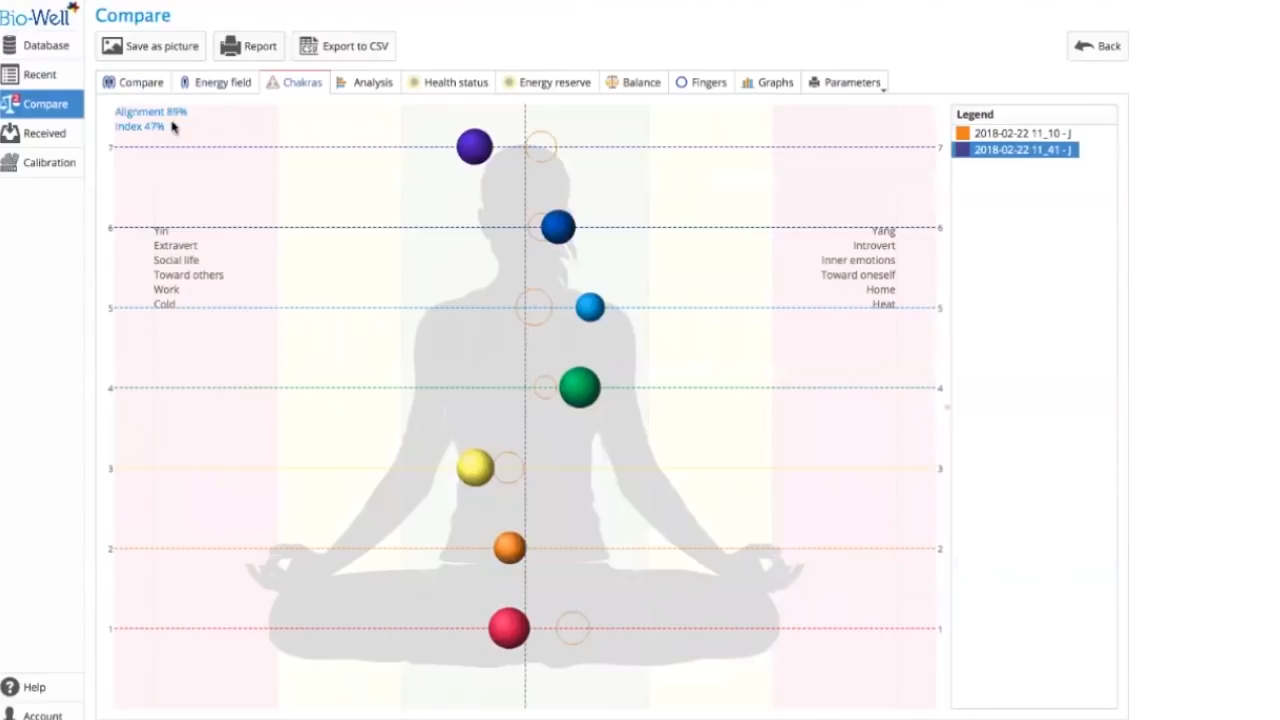 Bio-Well
Compare
Database
Recent
Compare
Received
Calibration
Help
Account
Save as picture
Report
CSV
Export to CSV
Back
Compare
Energy field
Chakras
Analysis
Health status
Energy reserve
Balance
Fingers
Graphs
Parameters
Alignment 89%
Index 47%
7
7
6
6
Yin
Extravert
Social life
Toward others
Work
Cold
Yang
Introvert
Inner emotions
Toward oneself
Home
Heat
5
5
4
4
3
3
2
2
1
1
Legend
2018-02-22 11_10 - J
2018-02-22 11_41 - J